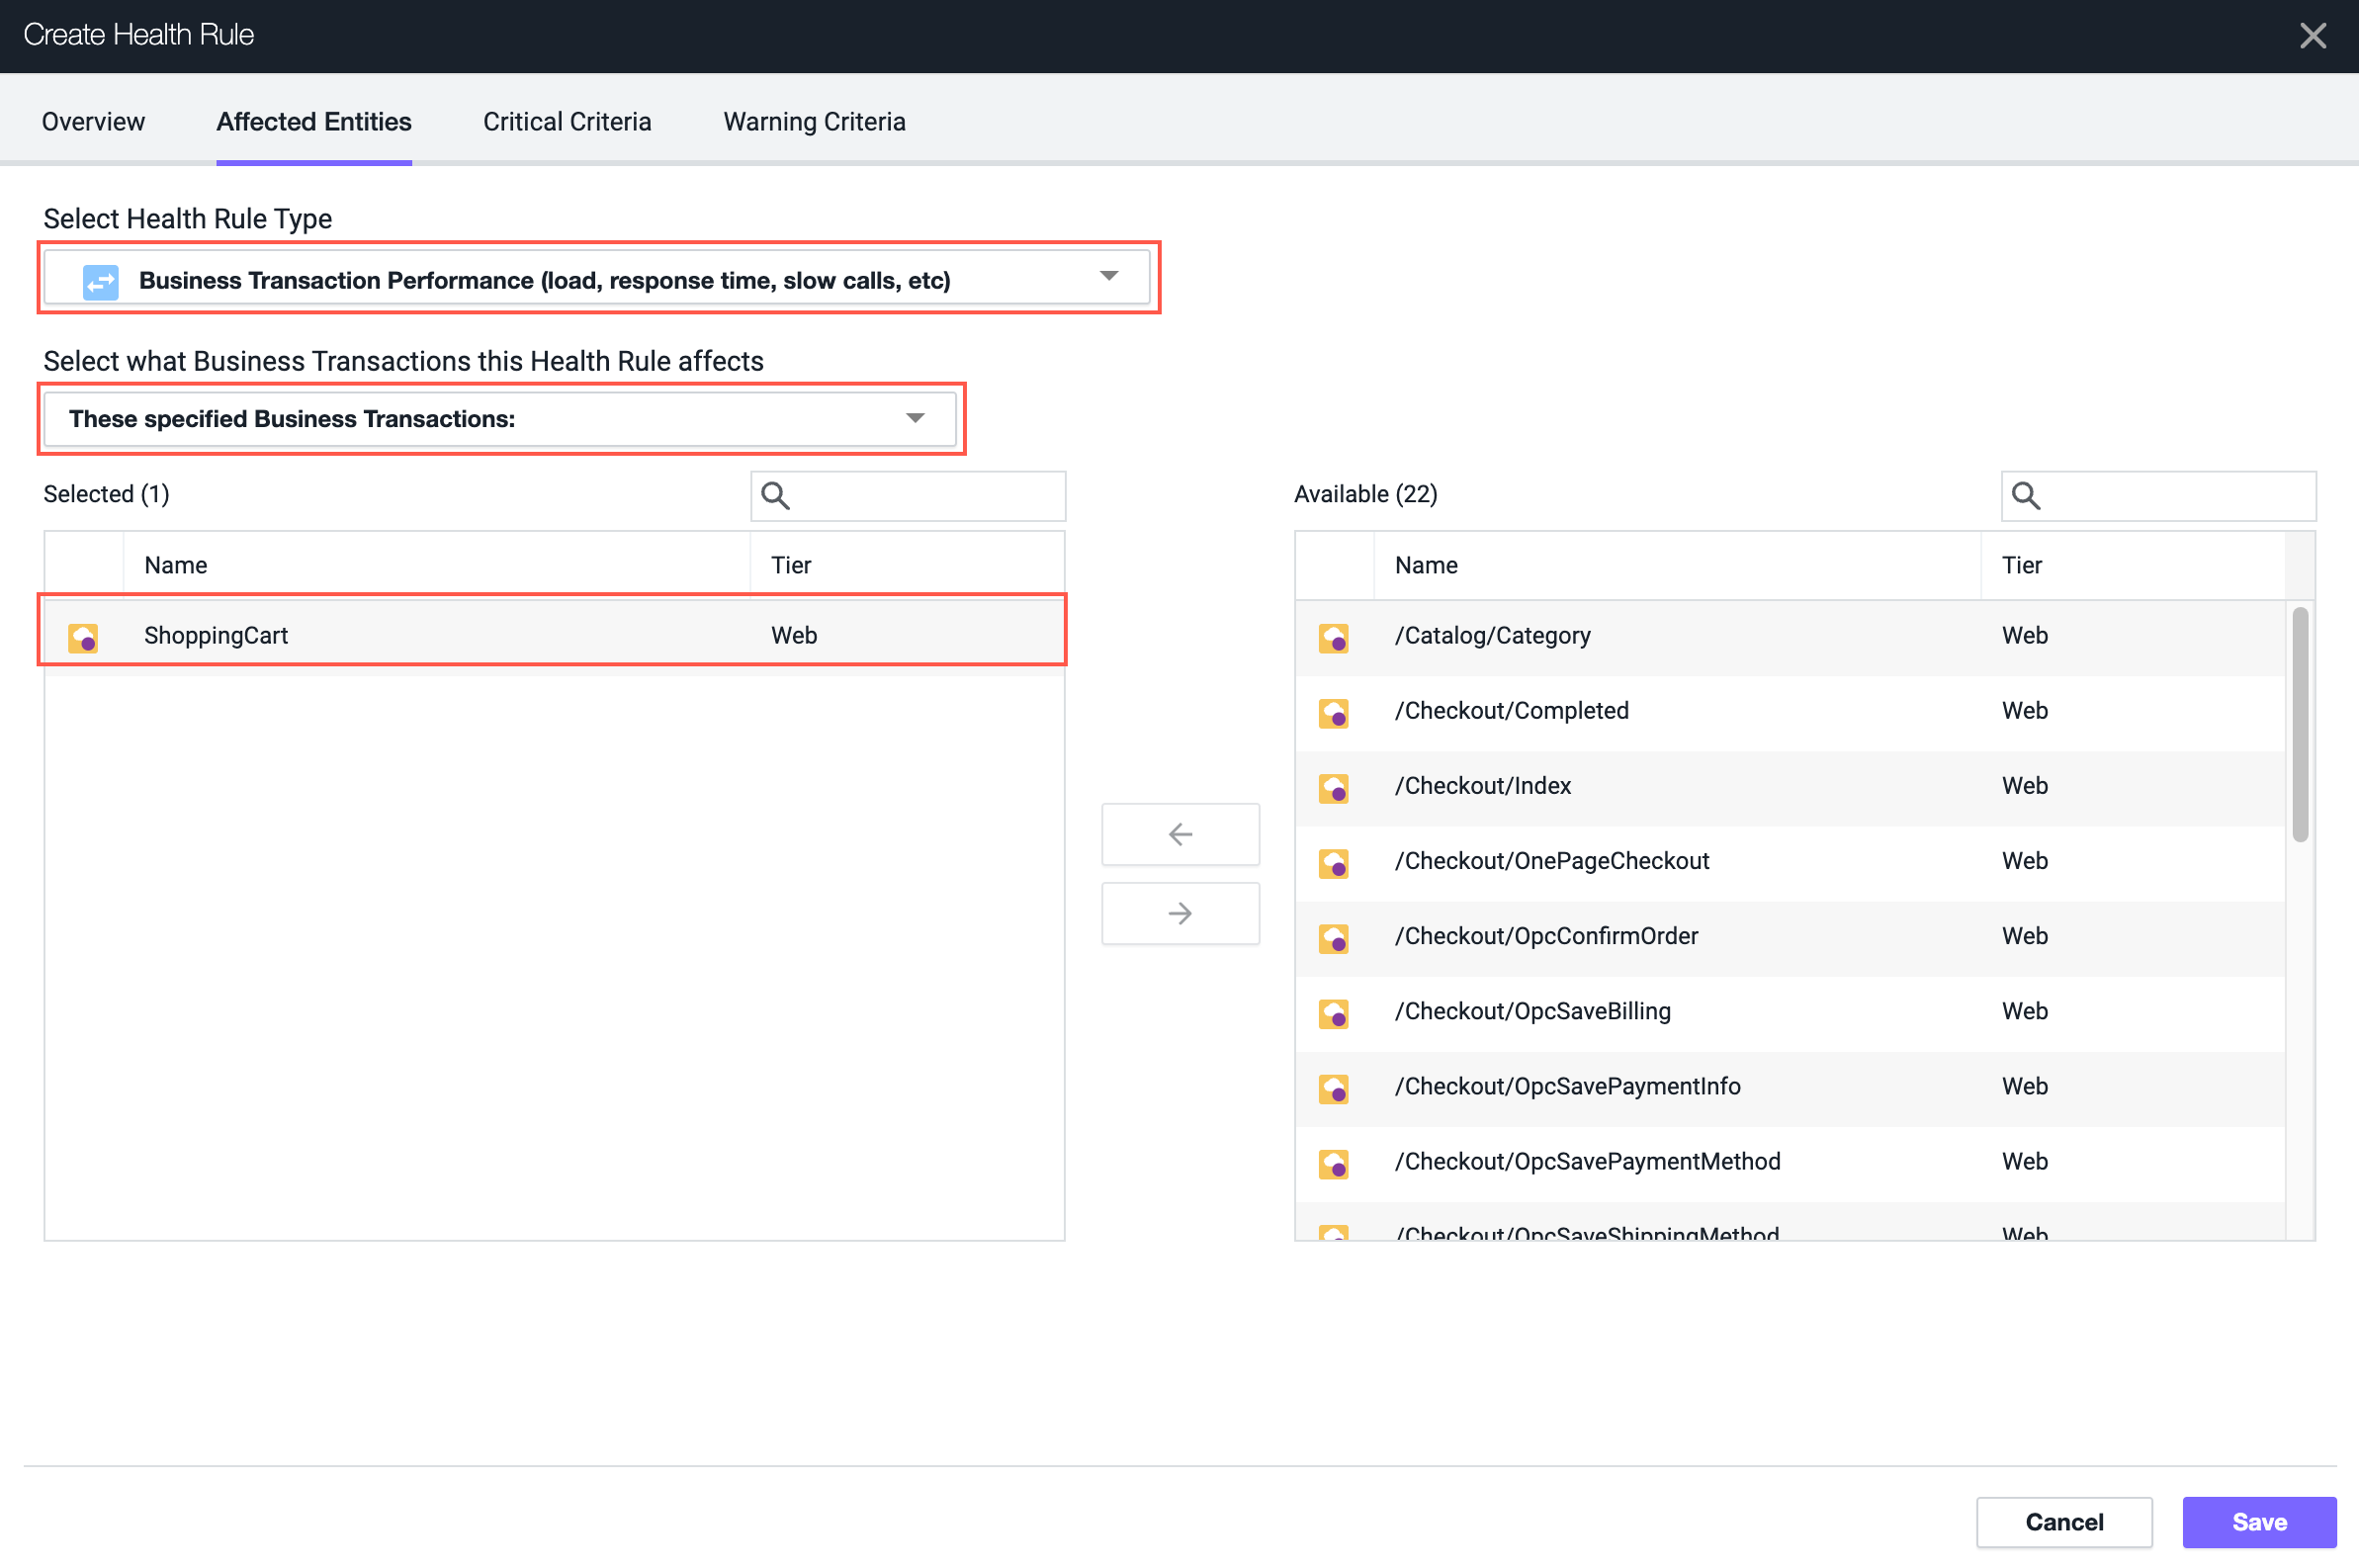 Create Health Rule
Overview Affected Entities Critical Criteria Warning Criteria
Select Health Rule Type
Business Transaction Performance (load, response time, slow calls, etc)
Select what Business Transactions this Health Rule affects
These specified Business Transactions:
Selected (1)
Name Tier
ShoppingCart Web
Available (22)
Name Tier
/Catalog/Category Web
/Checkout/Completed Web
/Checkout/Index Web
/Checkout/OnePageCheckout Web
/Checkout/OpcConfirmOrder Web
/Checkout/OpcSaveBilling Web
/Checkout/OpcSavePaymentInfo Web
/Checkout/OpcSavePaymentMethod Web
/Checkout/OpcSaveShippingMethod Web
Cancel Save